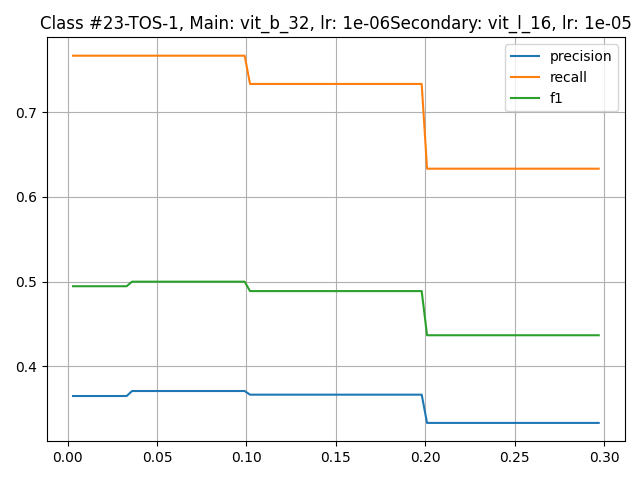 Class #23-TOS-1, Main: vit_b_32, lr: 1e-06Secondary: vit_l_16, lr: 1e-05
precision
recall
f1
0.7
0.6
0.5
0.4
0.00 0.05 0.10 0.15 0.20 0.25 0.30